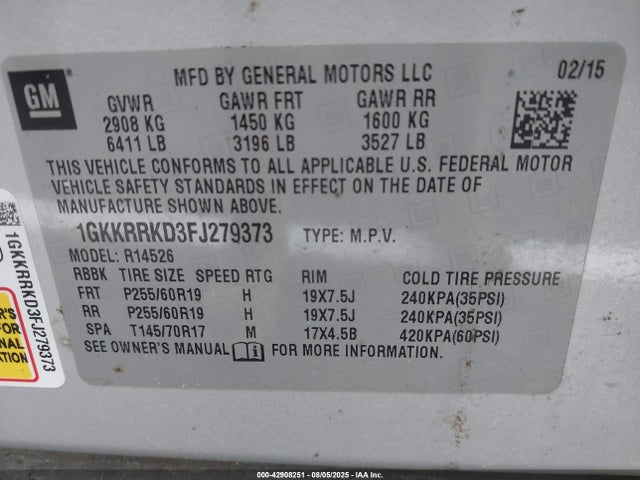 GM
®
MFD BY GENERAL MOTORS LLC 02/15
GVWR GAWR FRT GAWR RR
2908 KG 1450 KG 1600 KG
6411 LB 3196 LB 3527 LB
THIS VEHICLE CONFORMS TO ALL APPLICABLE U.S. FEDERAL MOTOR
VEHICLE SAFETY STANDARDS IN EFFECT ON THE DATE OF
MANUFACTURE SHOWN ABOVE.
1GKKRRKD3FJ279373 TYPE: M.P.V.
MODEL: R14526
RBBK TIRE SIZE SPEED RTG RIM COLD TIRE PRESSURE
FRT P255/60R19 H 19X7.5J 240KPA(35PSI)
RR P255/60R19 H 19X7.5J 240KPA(35PSI)
SPA T145/70R17 M 17X4.5B 420KPA(60PSI)
SEE OWNER'S MANUAL i FOR MORE INFORMATION.
1GKKRRKD3FJ279373
000-42908251 - 08/05/2025 - Copyright © 2025, IAA.